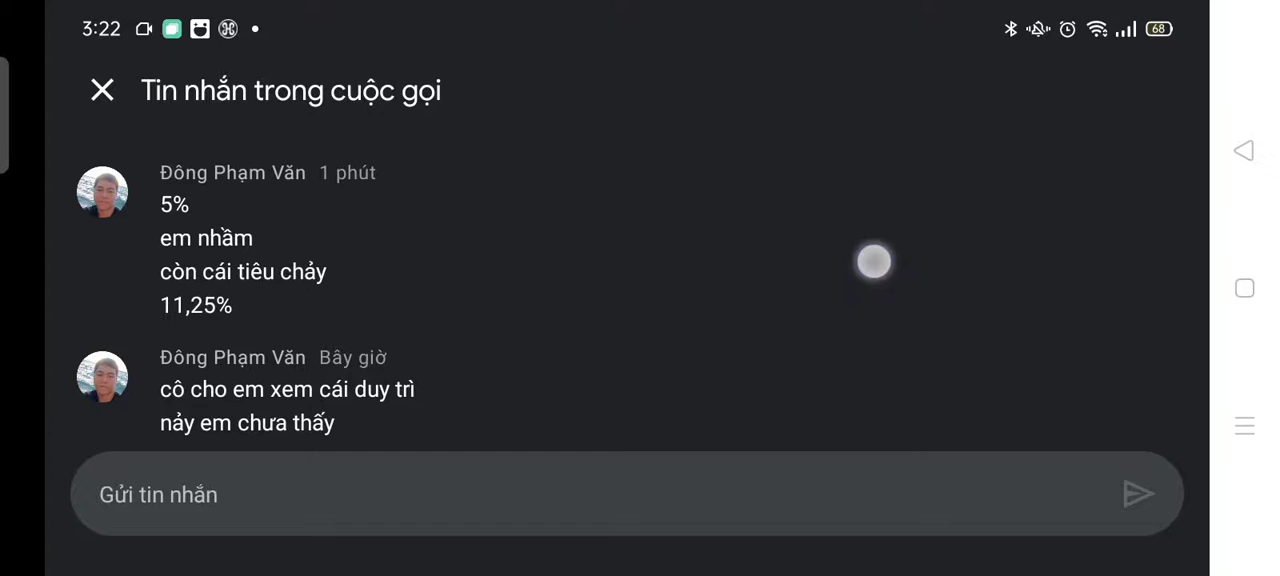 3:22
68
Tin nhắn trong cuộc gọi
Đông Phạm Văn 1 phút
5%
em nhầm
còn cái tiêu chảy
11,25%
Đông Phạm Văn Bây giờ
cô cho em xem cái duy trì
nảy em chưa thấy
Gửi tin nhắn